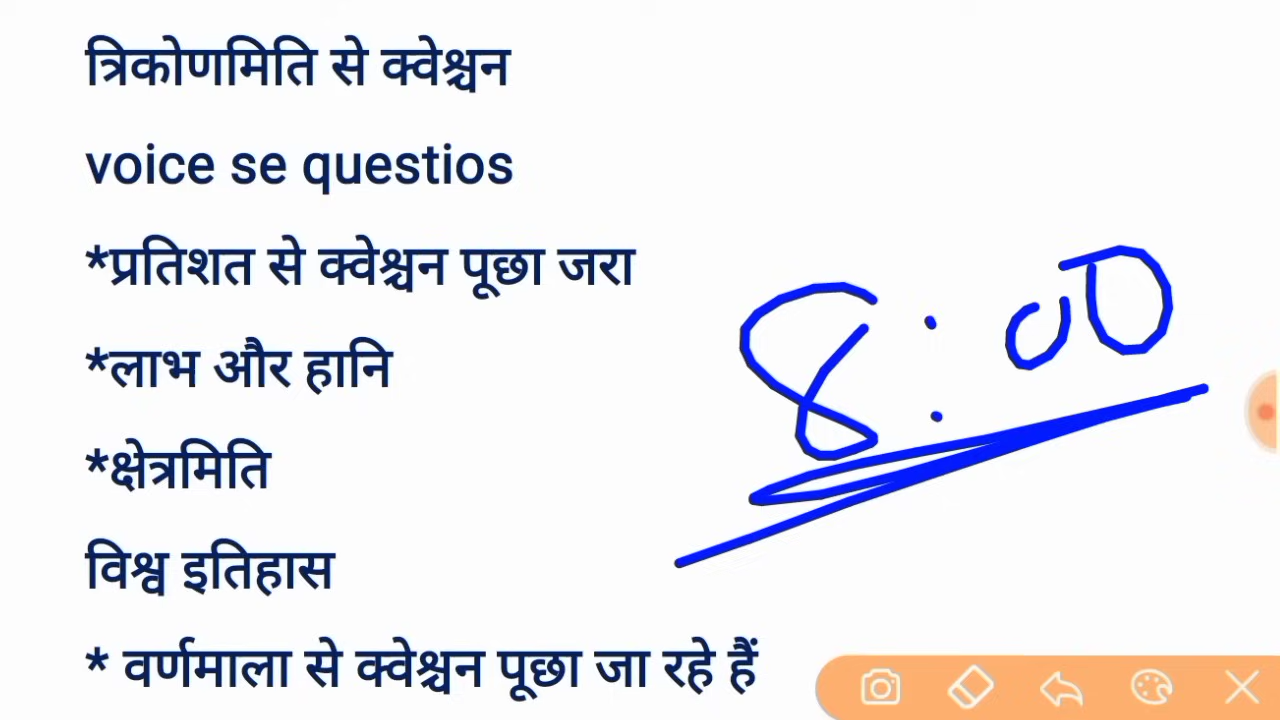 त्रिकोणमिति से क्वेश्चन
voice se questios
*प्रतिशत से क्वेश्चन पूछा जरा
*लाभ और हानि
8:00
*क्षेत्रमिति
विश्व इतिहास
* वर्णमाला से क्वेश्चन पूछा जा रहे हैं